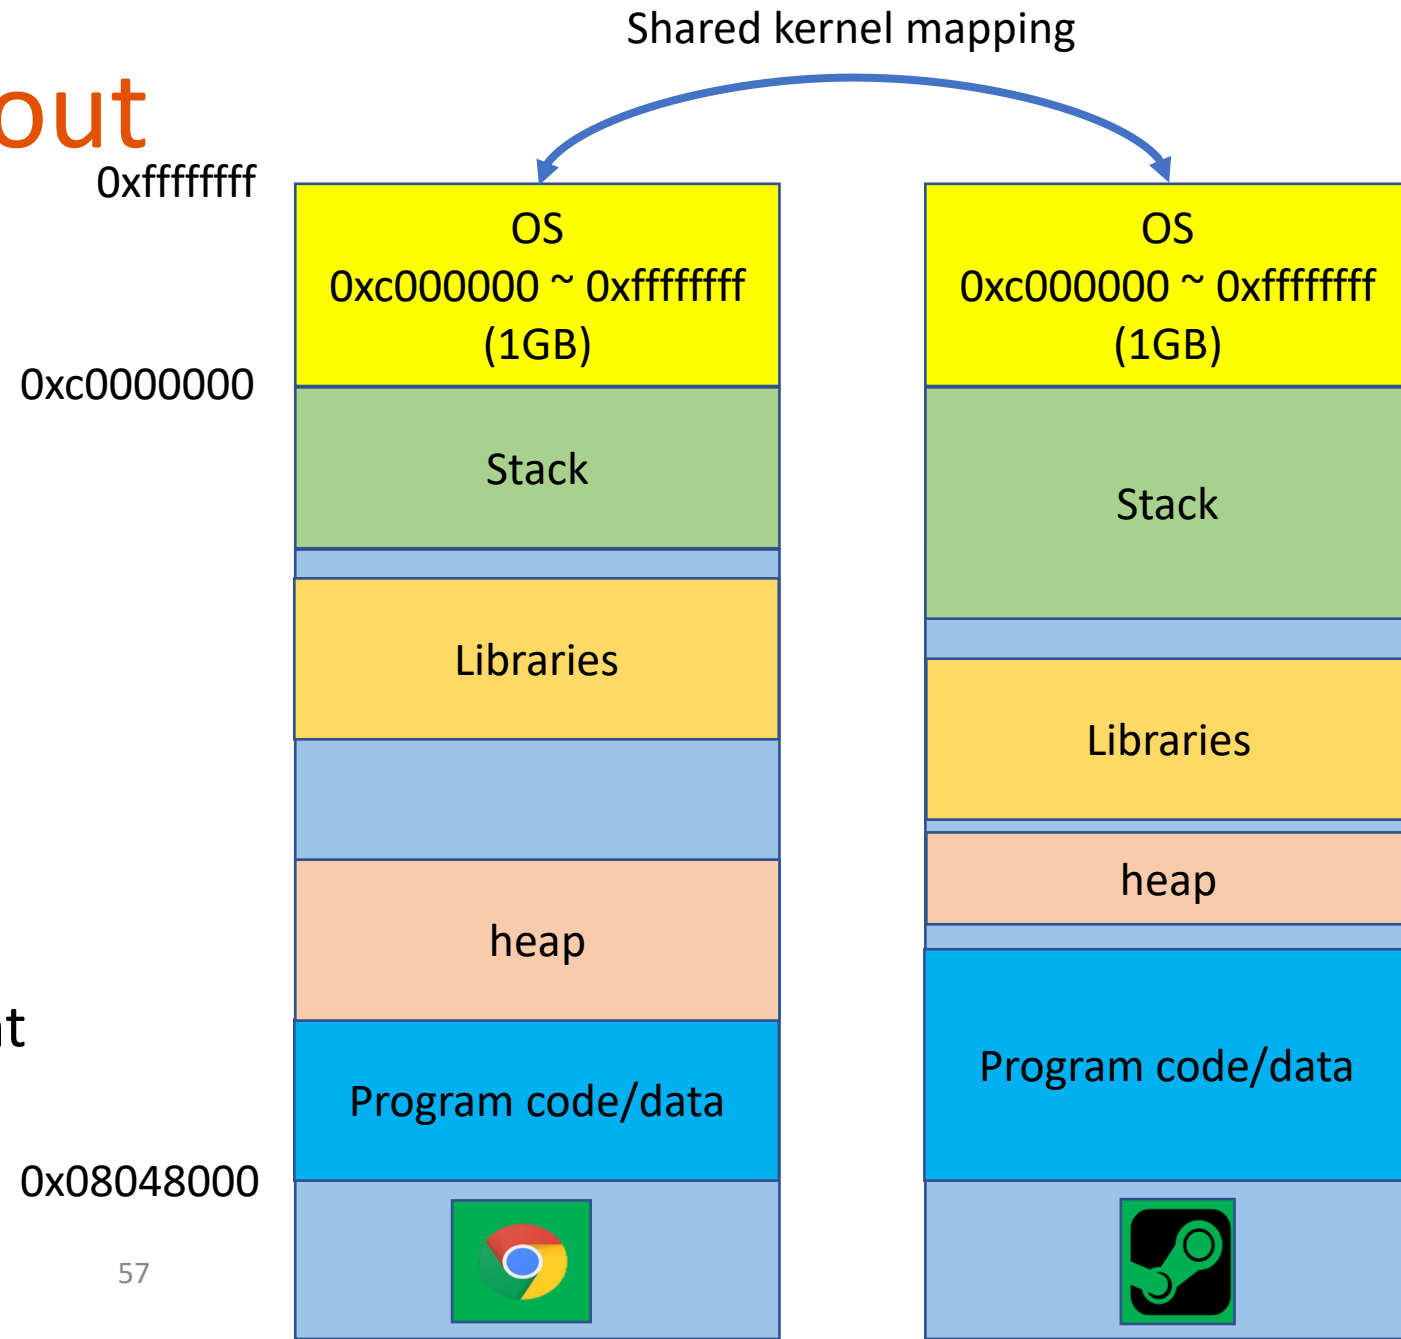 Shared kernel mapping
out
0xffffffff
OS
0xc000000 ~ 0xffffffff
(1GB)
OS
0xc000000 ~ 0xffffffff
(1GB)
0xc0000000
Stack
Stack
Libraries
Libraries
heap
heap
t
Program code/data
Program code/data
0x08048000
57